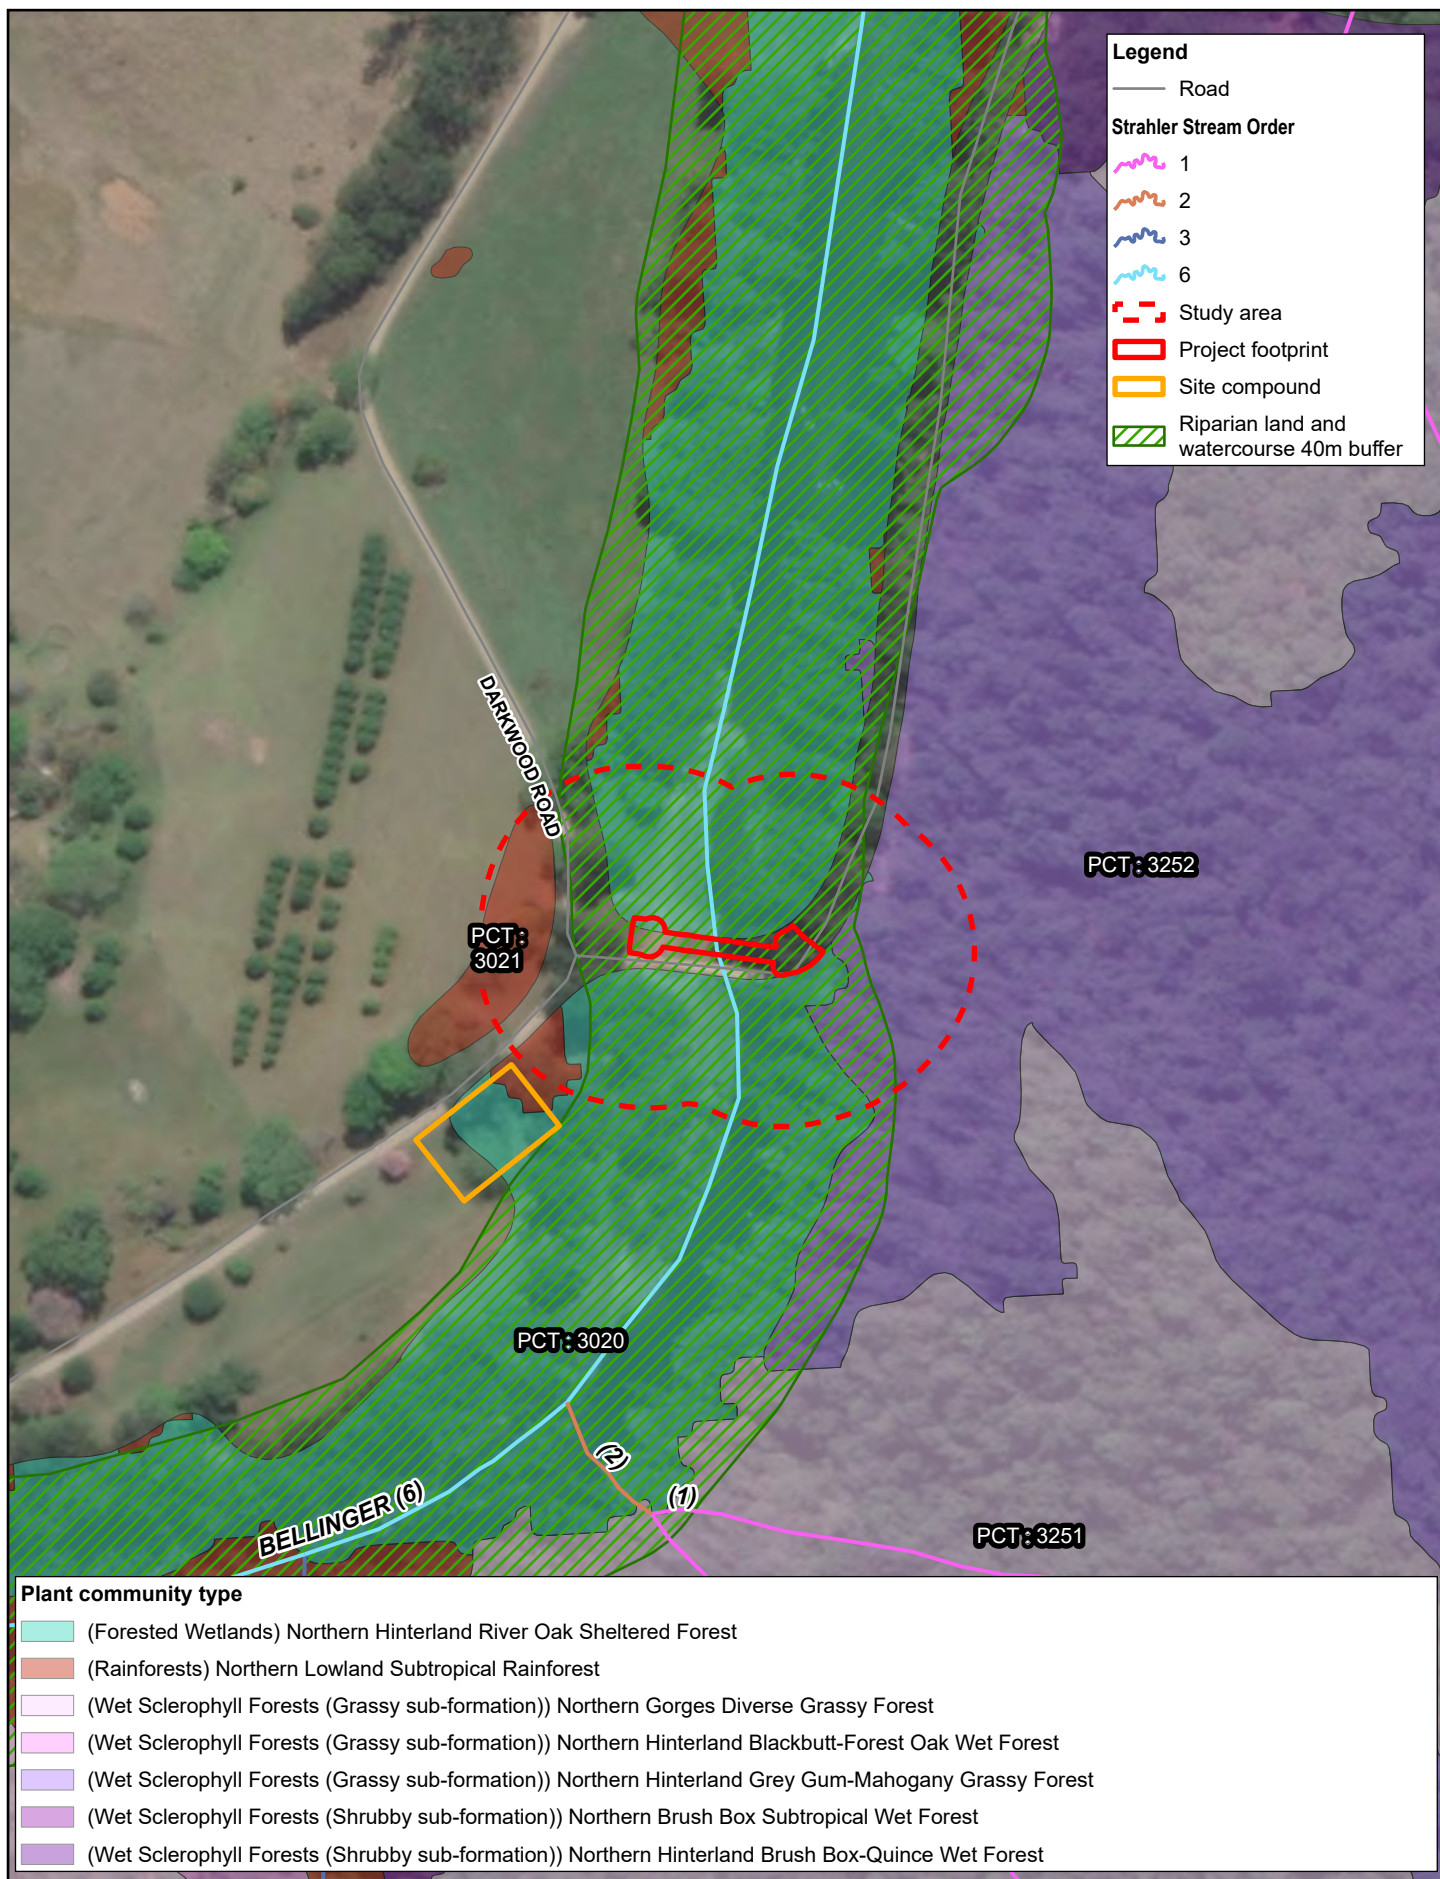 Legend
Road
Strahler Stream Order
1
2
3
6
Study area
Project footprint
Site compound
Riparian land and
watercourse 40m buffer
DARKWOOD ROAD
PCT : 3252
PCT :
3021
PCT : 3020
(2)
(1)
BELLINGER (6)
PCT : 3251
Plant community type
(Forested Wetlands) Northern Hinterland River Oak Sheltered Forest
(Rainforests) Northern Lowland Subtropical Rainforest
(Wet Sclerophyll Forests (Grassy sub-formation)) Northern Gorges Diverse Grassy Forest
(Wet Sclerophyll Forests (Grassy sub-formation)) Northern Hinterland Blackbutt-Forest Oak Wet Forest
(Wet Sclerophyll Forests (Grassy sub-formation)) Northern Hinterland Grey Gum-Mahogany Grassy Forest
(Wet Sclerophyll Forests (Shrubby sub-formation)) Northern Brush Box Subtropical Wet Forest
(Wet Sclerophyll Forests (Shrubby sub-formation)) Northern Hinterland Brush Box-Quince Wet Forest